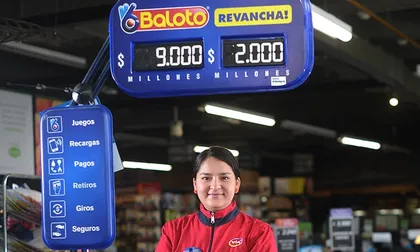 Baloto REVANCHA!
$ 9.000 $ 2.000
MILLONES MILLONES
Juegos
Recargas
Pagos
Retiros
Giros
Seguros